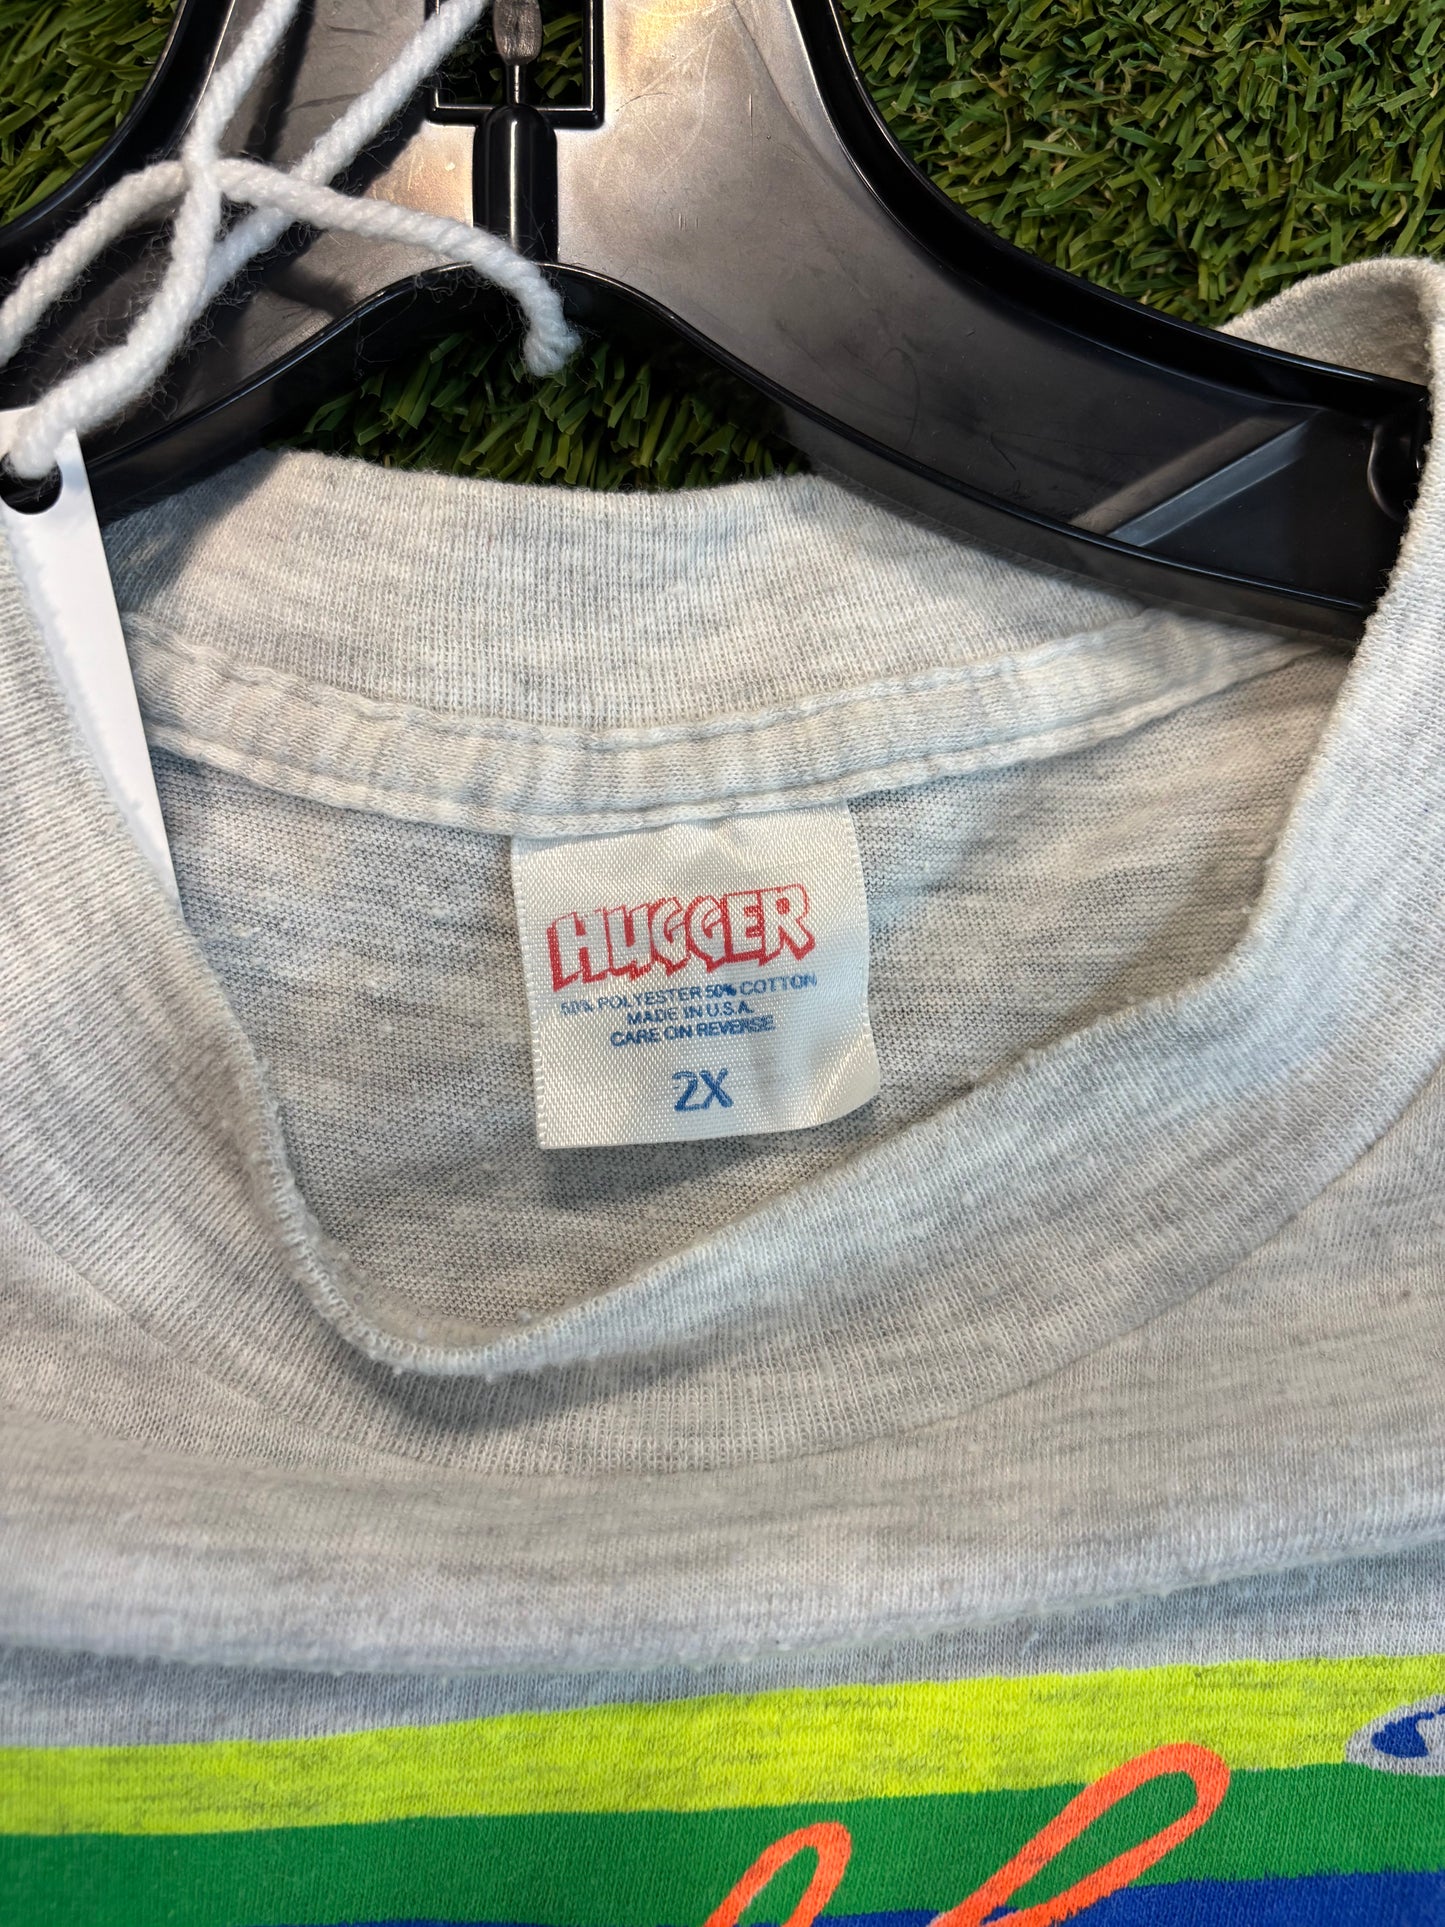 HUGGER
50% POLYESTER 50% COTTON
MADE IN U.S.A.
CARE ON REVERSE
2X